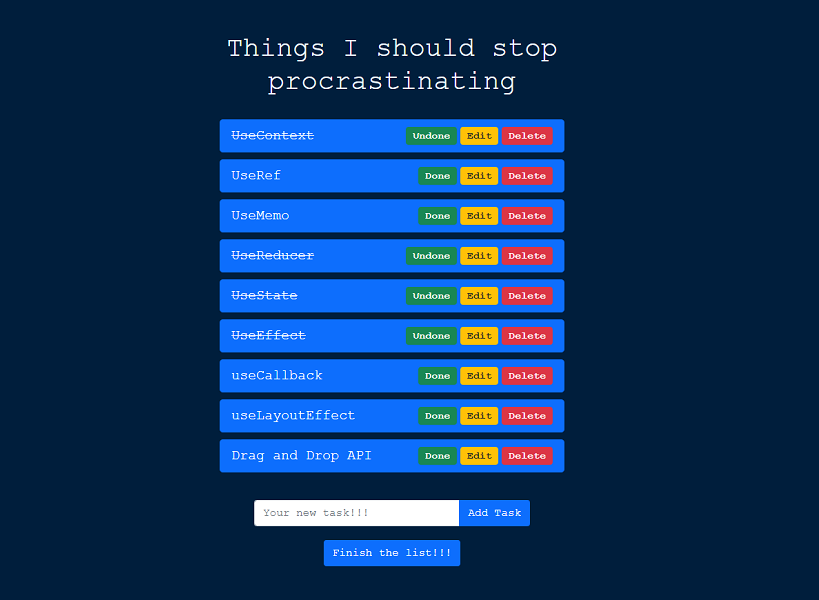 Things I should stop
procrastinating
UseContext Undone Edit Delete
UseRef Done Edit Delete
UseMemo Done Edit Delete
UseReducer Undone Edit Delete
UseState Undone Edit Delete
UseEffect Undone Edit Delete
useCallback Done Edit Delete
useLayoutEffect Done Edit Delete
Drag and Drop API Done Edit Delete
Your new task!!! Add Task
Finish the list!!!